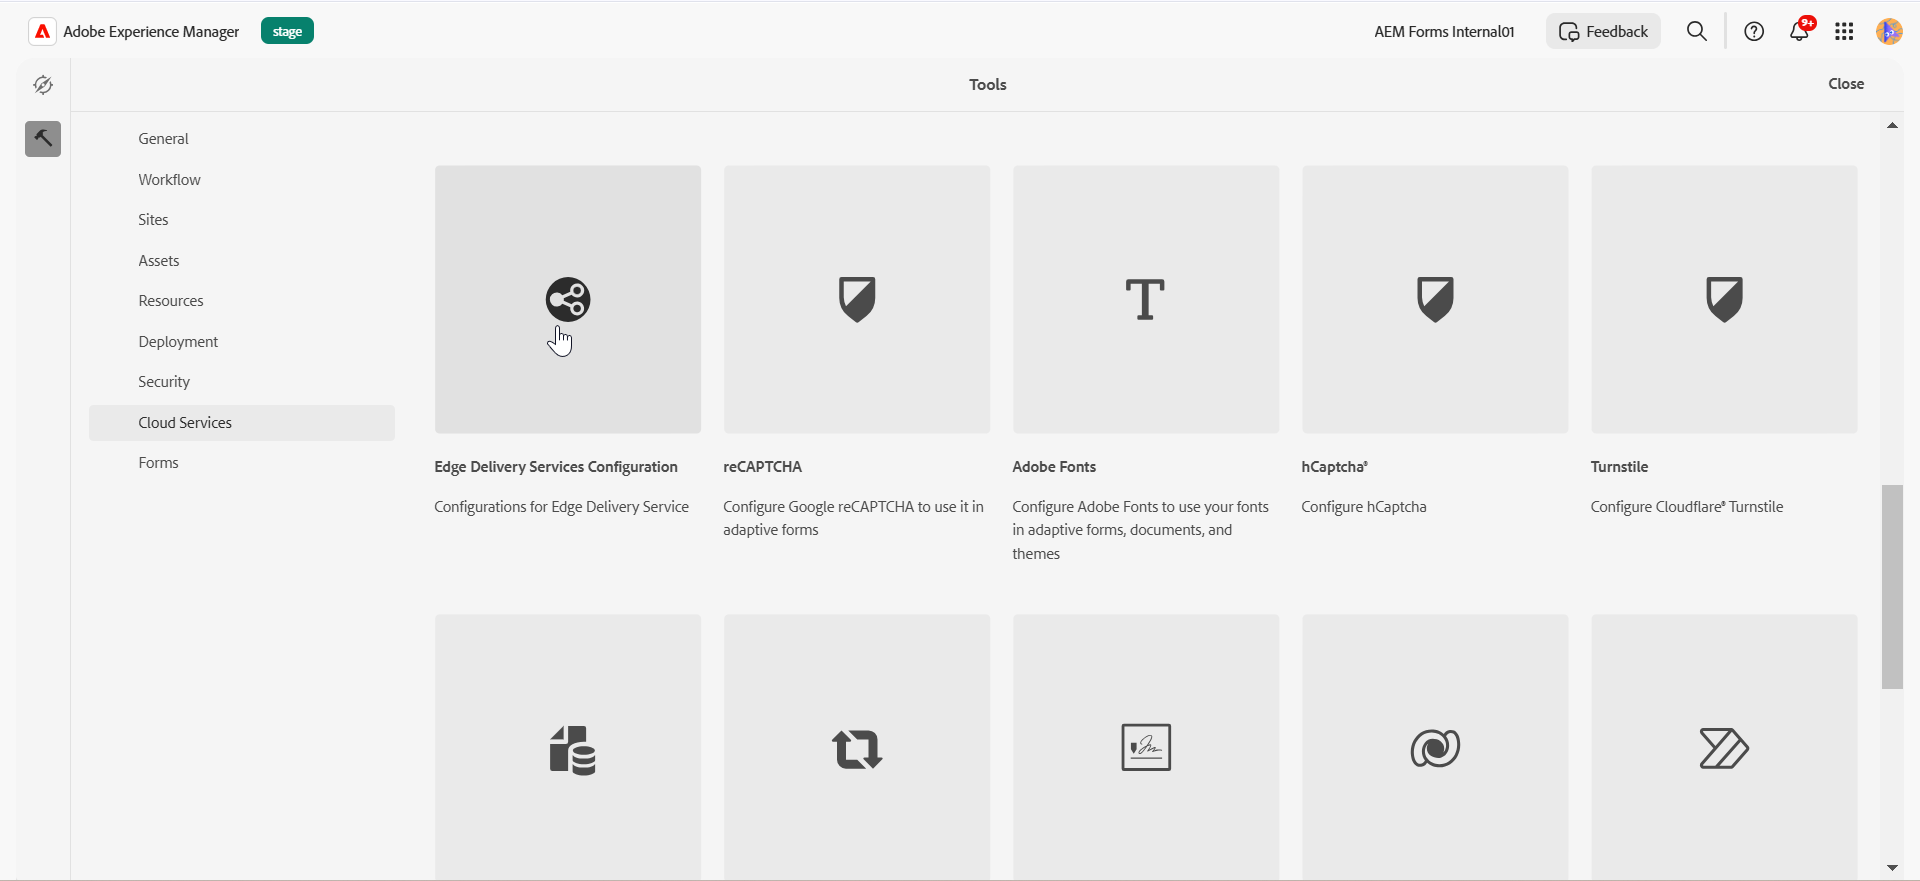 Adobe Experience Manager
stage
AEM Forms Internal01
Feedback
9+
Tools
Close
General
Workflow
Sites
Assets
Resources
Deployment
Security
Cloud Services
Forms
Edge Delivery Services Configuration
Configurations for Edge Delivery Service
reCAPTCHA
Configure Google reCAPTCHA to use it in
adaptive forms
Adobe Fonts
Configure Adobe Fonts to use your fonts
in adaptive forms, documents, and
themes
hCaptcha®
Configure hCaptcha
Turnstile
Configure Cloudflare® Turnstile